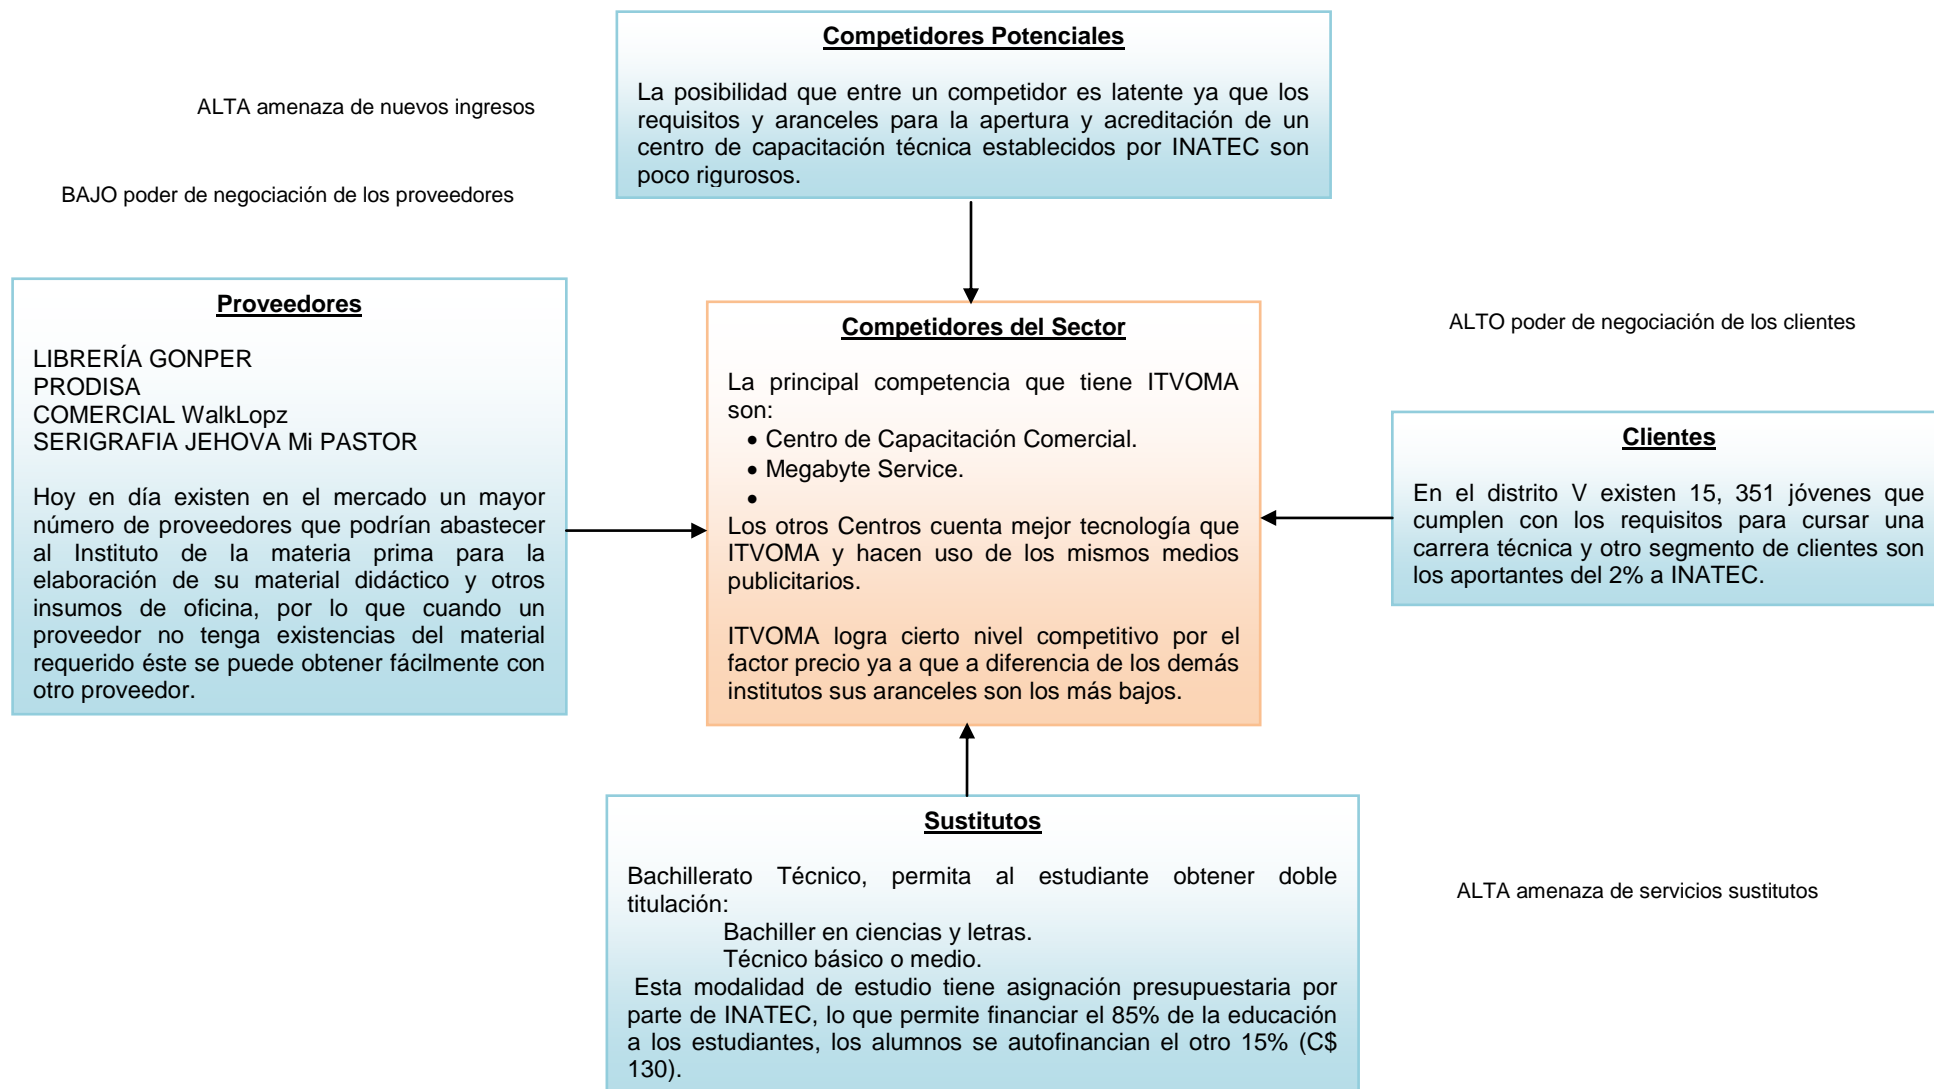 Competidores Potenciales
La posibilidad que entre un competidor es latente ya que los
requisitos y aranceles para la apertura y acreditación de un
centro de capacitación técnica establecidos por INATEC son
poco rigurosos.
ALTA amenaza de nuevos ingresos
BAJO poder de negociación de los proveedores
Proveedores
LIBRERÍA GONPER
PRODISA
COMERCIAL WalkLopz
SERIGRAFIA JEHOVA Mi PASTOR
Hoy en día existen en el mercado un mayor
número de proveedores que podrían abastecer
al Instituto de la materia prima para la
elaboración de su material didáctico y otros
insumos de oficina, por lo que cuando un
proveedor no tenga existencias del material
requerido éste se puede obtener fácilmente con
otro proveedor.
Competidores del Sector
La principal competencia que tiene ITVOMA
son:
• Centro de Capacitación Comercial.
• Megabyte Service.
•
Los otros Centros cuenta mejor tecnología que
ITVOMA y hacen uso de los mismos medios
publicitarios.
ITVOMA logra cierto nivel competitivo por el
factor precio ya a que a diferencia de los demás
institutos sus aranceles son los más bajos.
ALTO poder de negociación de los clientes
Clientes
En el distrito V existen 15, 351 jóvenes que
cumplen con los requisitos para cursar una
carrera técnica y otro segmento de clientes son
los aportantes del 2% a INATEC.
Sustitutos
Bachillerato Técnico, permita al estudiante obtener doble
titulación:
Bachiller en ciencias y letras.
Técnico básico o medio.
Esta modalidad de estudio tiene asignación presupuestaria por
parte de INATEC, lo que permite financiar el 85% de la educación
a los estudiantes, los alumnos se autofinancian el otro 15% (C$
130).
ALTA amenaza de servicios sustitutos